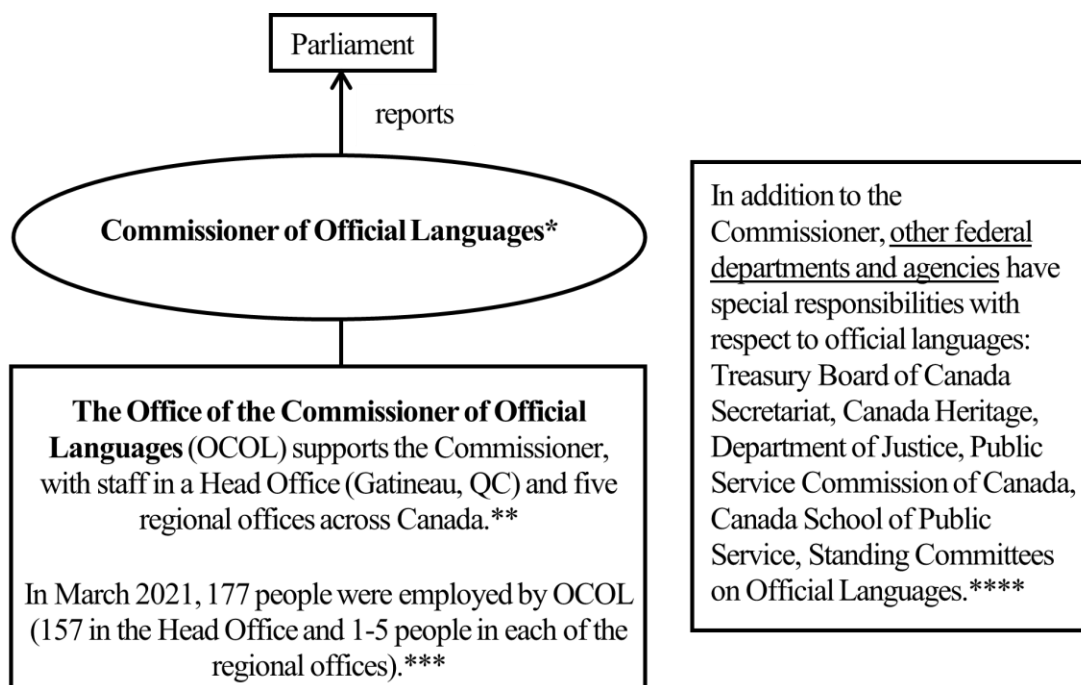 Parliament
reports
Commissioner of Official Languages*
The Office of the Commissioner of Official
Languages (OCOL) supports the Commissioner,
with staff in a Head Office (Gatineau, QC) and five
regional offices across Canada.**
In March 2021, 177 people were employed by OCOL
(157 in the Head Office and 1-5 people in each of the
regional offices).***
In addition to the
Commissioner, other federal
departments and agencies have
special responsibilities with
respect to official languages:
Treasury Board of Canada
Secretariat, Canada Heritage,
Department of Justice, Public
Service Commission of Canada,
Canada School of Public
Service, Standing Committees
on Official Languages.****